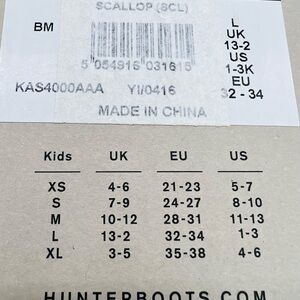 SCALLOP (SCL)
BM
5 054916 031615
KAS4000AAA YI/0416
MADE IN CHINA
L
UK
13-2
US
1-3K
EU
32 - 34
Kids UK EU US
XS 4-6 21-23 5-7
S 7-9 24-27 8-10
M 10-12 28-31 11-13
L 13-2 32-34 1-3
XL 3-5 35-38 4-6
HUNTERBOOTS.COM